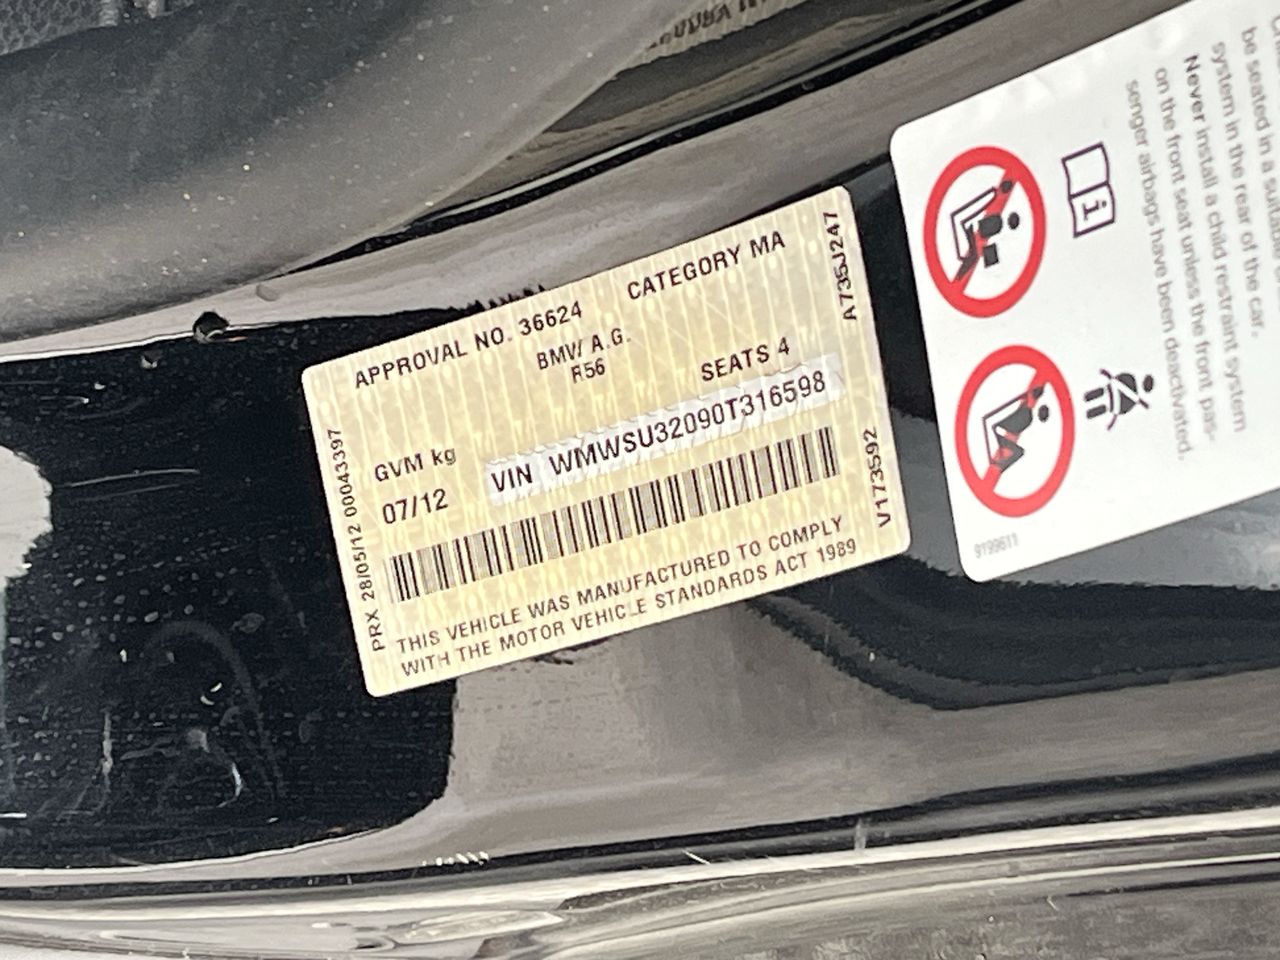 APPROVAL NO. 36624 CATEGORY MA
BMW A.G.
R56
SEATS 4
GVM kg
07/12
VIN WMWSU32090T316598
THIS VEHICLE WAS MANUFACTURED TO COMPLY
WITH THE MOTOR VEHICLE STANDARDS ACT 1989
PRX 28/05/12 00043397
A735J247
V173592
be seated in a
system in the rear of the car.
Never install a child restraint system
on the front seat unless the front pas-
senger airbags have been deactivated.
i
9199611